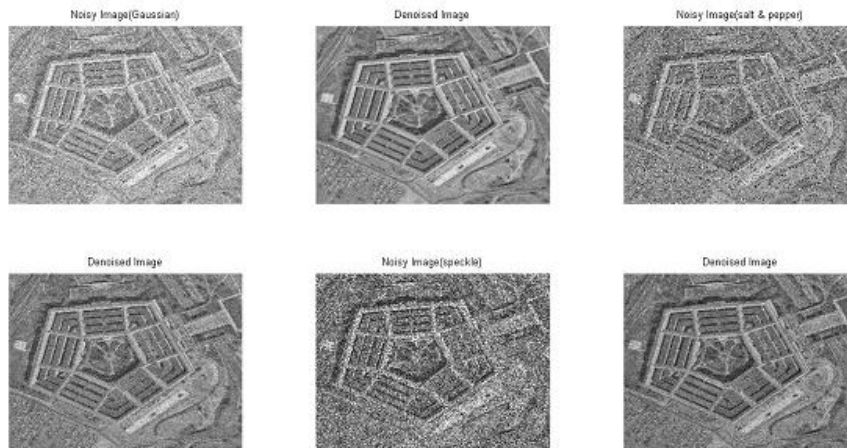 Noisy Image(Gaussian)
Denoised Image
Noisy Image(salt & pepper)
Denoised Image
Noisy Image(speckle)
Denoised Image